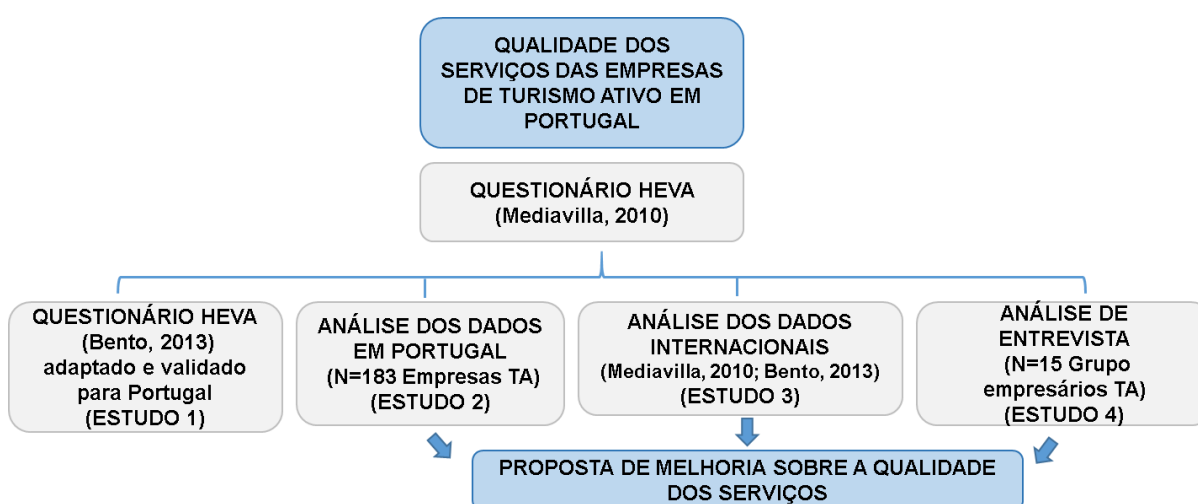 QUALIDADE DOS
SERVIÇOS DAS EMPRESAS
DE TURISMO ATIVO EM
PORTUGAL
QUESTIONÁRIO HEVA
(Mediavilla, 2010)
QUESTIONÁRIO HEVA
(Bento, 2013)
adaptado e validado
para Portugal
(ESTUDO 1)
ANÁLISE DOS DADOS
EM PORTUGAL
(N=183 Empresas TA)
(ESTUDO 2)
ANÁLISE DOS DADOS
INTERNACIONAIS
(Mediavilla, 2010; Bento, 2013)
(ESTUDO 3)
ANÁLISE DE
ENTREVISTA
(N=15 Grupo
empresários TA)
(ESTUDO 4)
PROPOSTA DE MELHORIA SOBRE A QUALIDADE
DOS SERVIÇOS